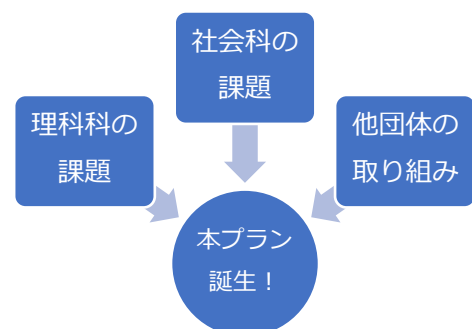 社会科の
課題
理科科の
課題
他団体の
取り組み
本プラン
誕生！